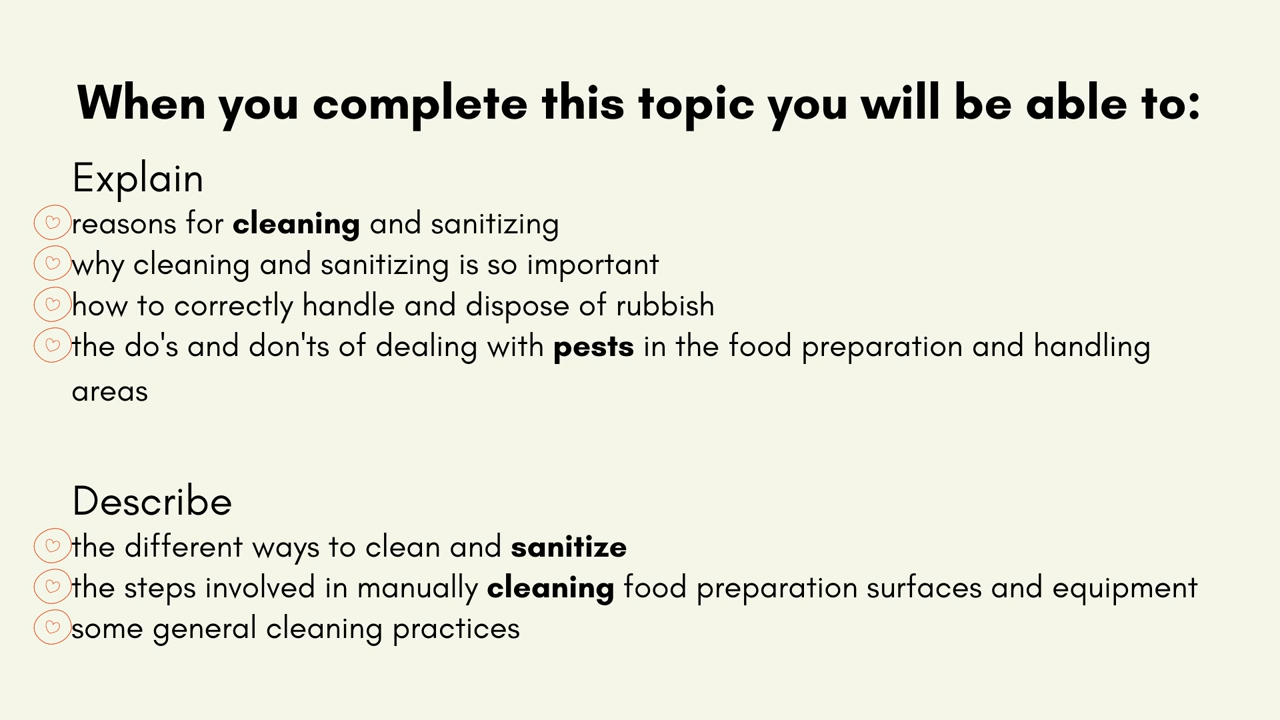 When you complete this topic you will be able to:
Explain
reasons for cleaning and sanitizing
why cleaning and sanitizing is so important
how to correctly handle and dispose of rubbish
the do's and don'ts of dealing with pests in the food preparation and handling
areas
Describe
the different ways to clean and sanitize
the steps involved in manually cleaning food preparation surfaces and equipment
some general cleaning practices